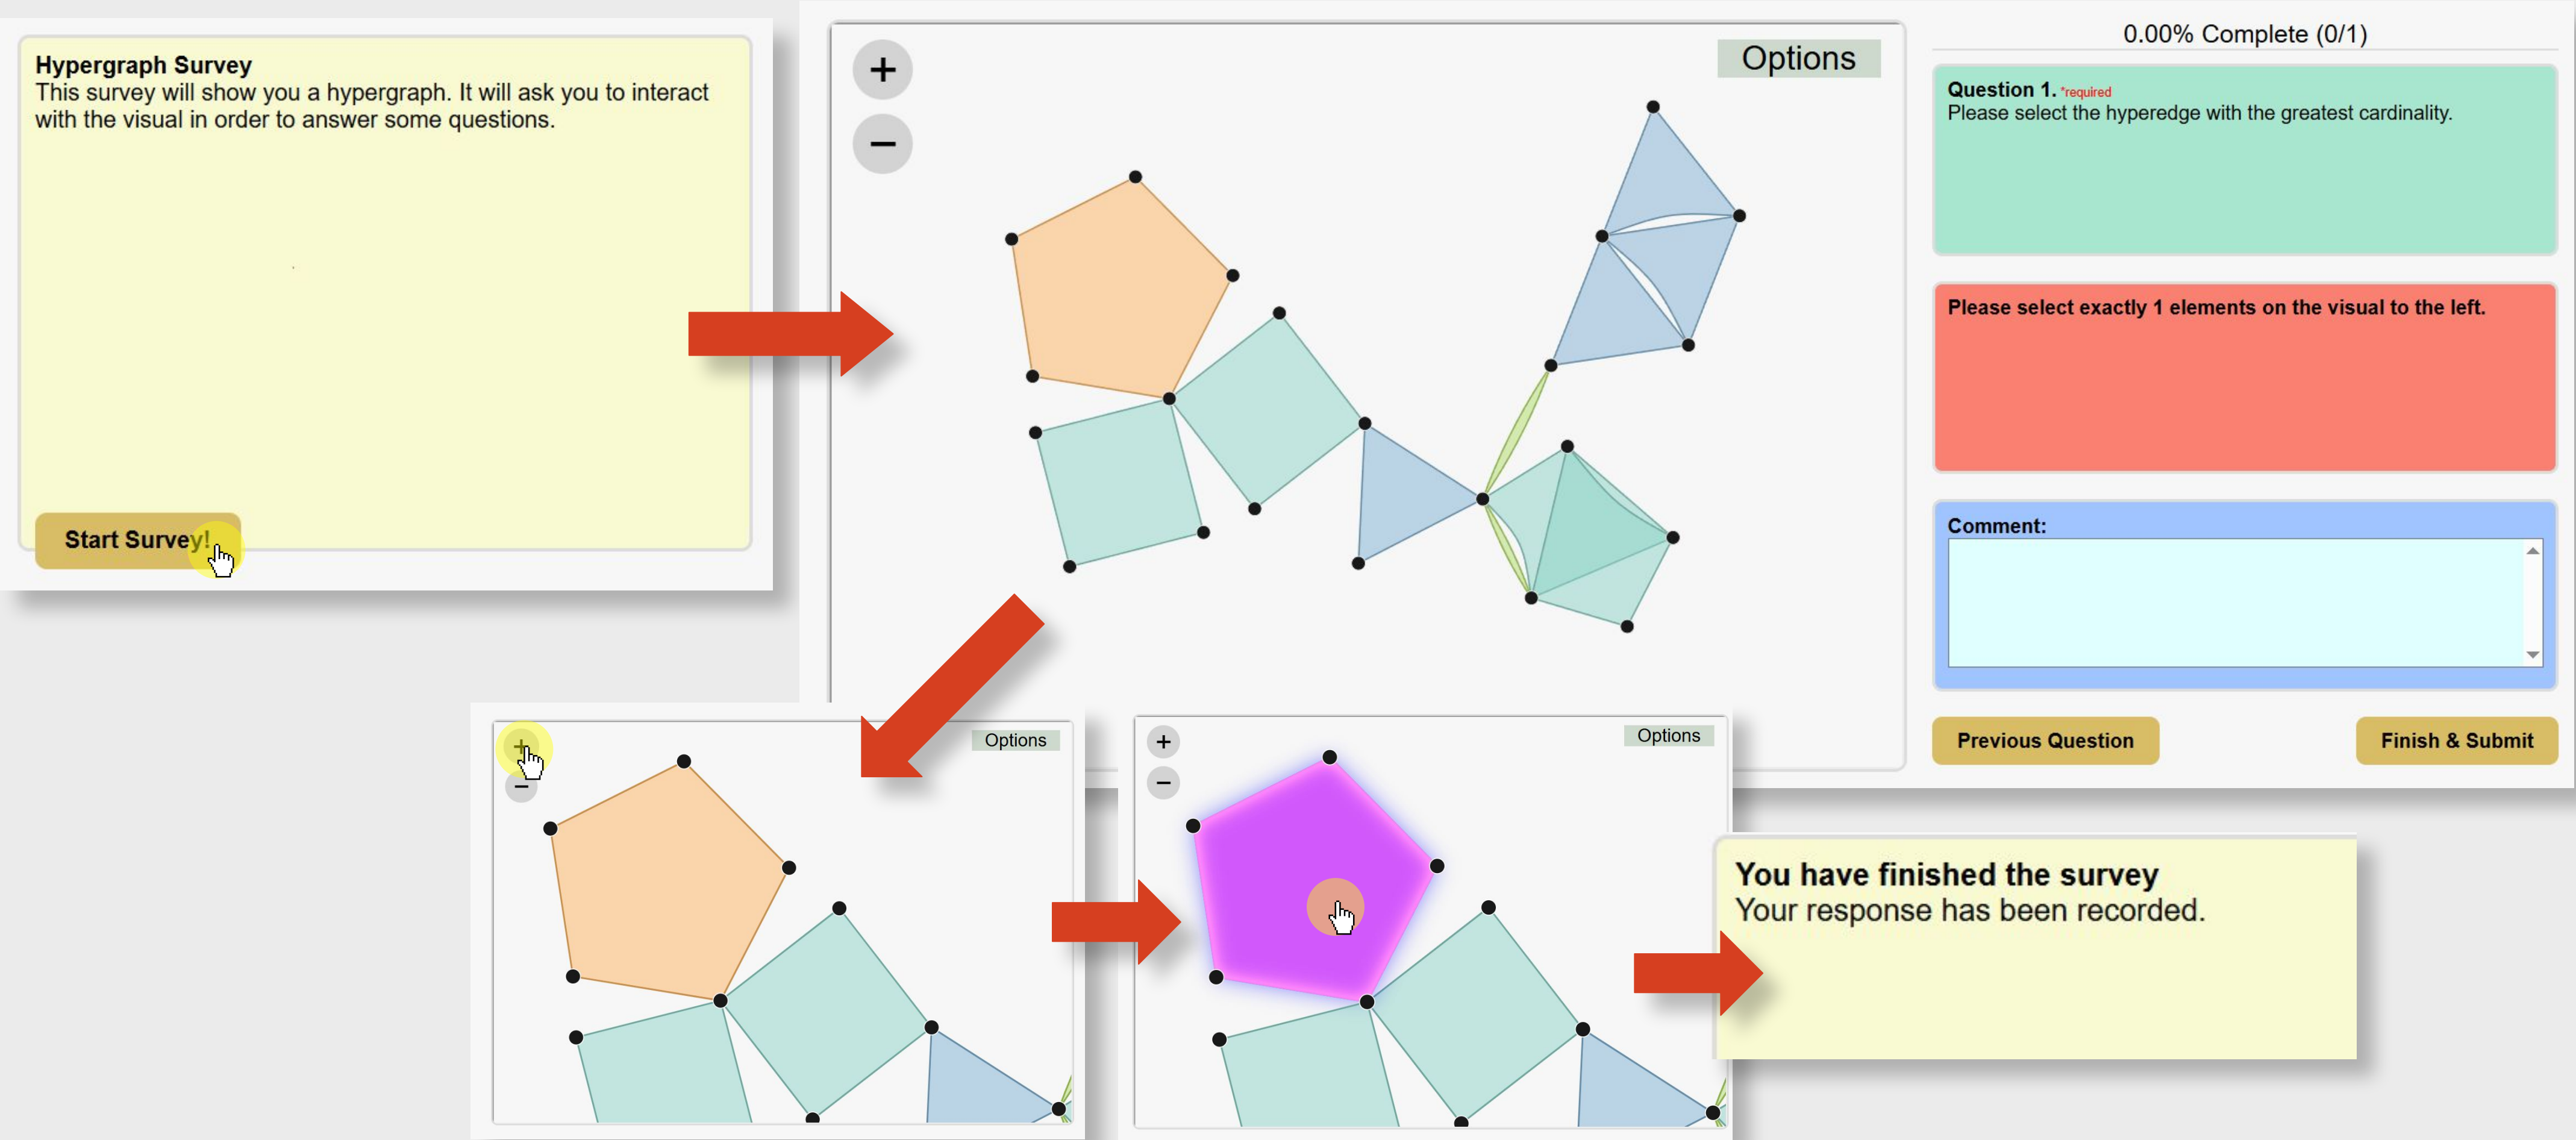 Hypergraph Survey
This survey will show you a hypergraph. It will ask you to interact
with the visual in order to answer some questions.
Start Survey!
+
−
Options
0.00% Complete (0/1)
Question 1. *required
Please select the hyperedge with the greatest cardinality.
Please select exactly 1 elements on the visual to the left.
Comment:
Previous Question
Finish & Submit
+
−
Options
+
−
Options
You have finished the survey
Your response has been recorded.